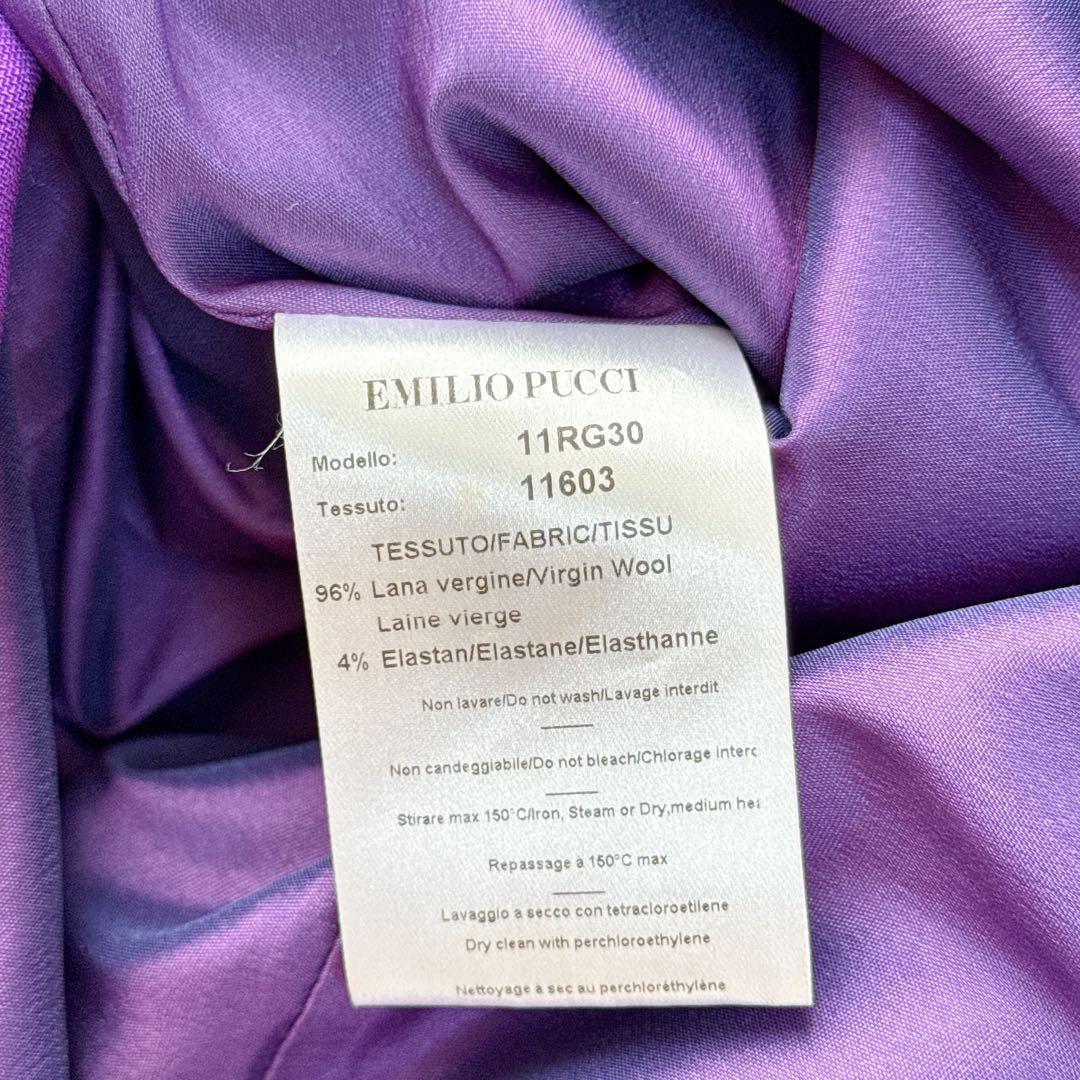 EMILIO PUCCI
Modello: 11RG30
Tessuto: 11603
TESSUTO/FABRIC/TISSU
96% Lana vergine/Virgin Wool
Laine vierge
4% Elastan/Elastane/Elasthanne
Non lavare/Do not wash/Lavage interdit
Non candeggiabile/Do not bleach/Chlorage interc
Stirare max 150°C/Iron, Steam or Dry,medium hea
Repassage à 150°C max
Lavaggio a secco con tetracloroetilene
Dry clean with perchloroethylene
Nettoyage à sec au perchloréthylène